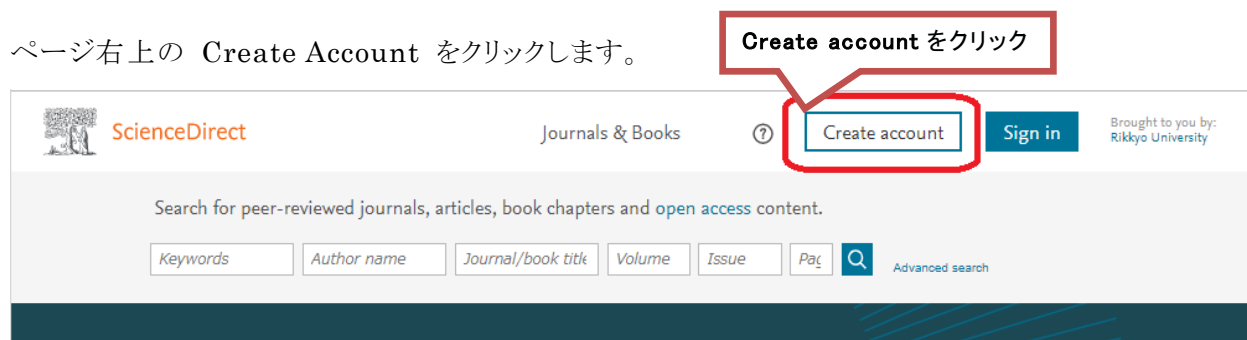 ページ右上の Create Account をクリックします。
Create account をクリック
ScienceDirect
Journals & Books
?
Create account
Sign in
Brought to you by:
Rikkyo University
Search for peer-reviewed journals, articles, book chapters and open access content.
Keywords
Author name
Journal/book title
Volume
Issue
Pag
Advanced search